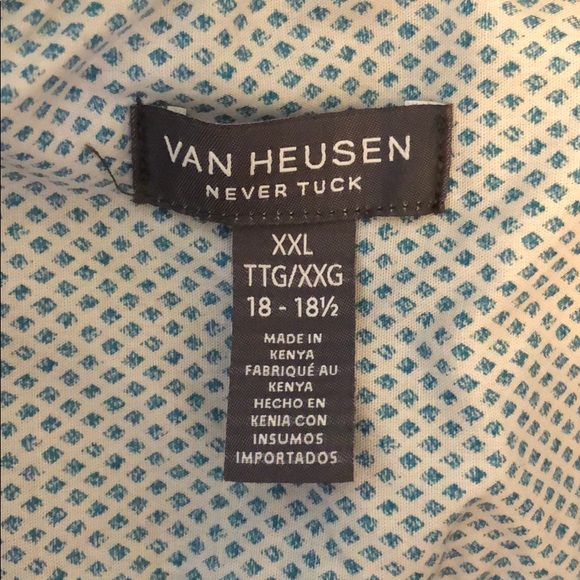 VAN HEUSEN
NEVER TUCK
XXL
TTG/XXG
18 - 18½
MADE IN
KENYA
FABRIQUÉ AU
KENYA
HECHO EN
KENIA CON
INSUMOS
IMPORTADOS